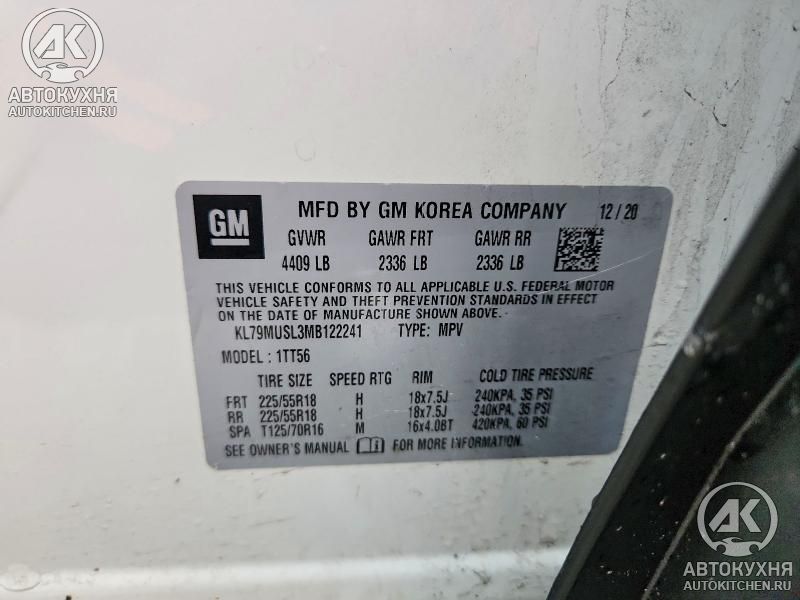 AK
АВТОКУХНЯ
AUTOKITCHEN.RU
GM
MFD BY GM KOREA COMPANY 12/20
GVWR GAWR FRT GAWR RR
4409 LB 2336 LB 2336 LB
THIS VEHICLE CONFORMS TO ALL APPLICABLE U.S. FEDERAL MOTOR
VEHICLE SAFETY AND THEFT PREVENTION STANDARDS IN EFFECT
ON THE DATE OF MANUFACTURE SHOWN ABOVE.
KL79MUSL3MB122241 TYPE: MPV
MODEL: 1TT56
TIRE SIZE SPEED RTG RIM COLD TIRE PRESSURE
FRT 225/55R18 H 18x7.5J 240KPA, 35 PSI
RR 225/55R18 H 18x7.5J 240KPA, 35 PSI
SPA T125/70R16 M 16x4.0BT 420KPA, 60 PSI
SEE OWNER'S MANUAL FOR MORE INFORMATION.
AK
АВТОКУХНЯ
AUTOKITCHEN.RU